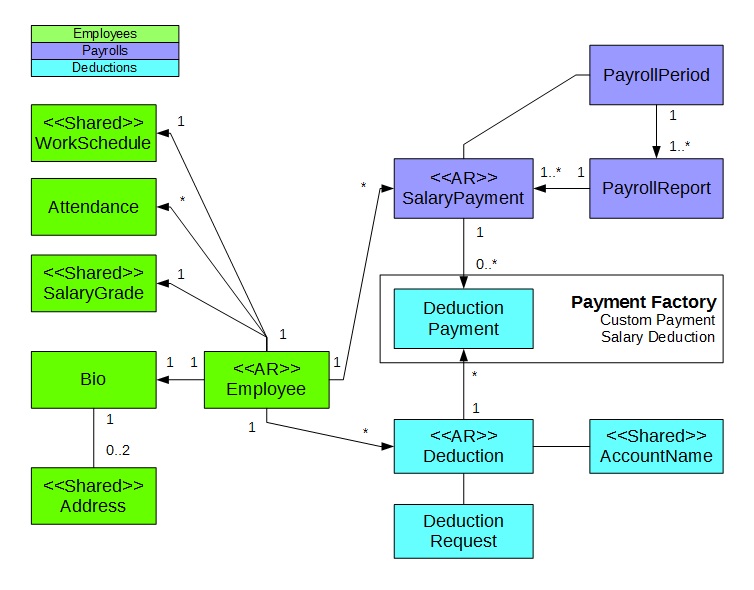 Employees
Payrolls
Deductions
PayrollPeriod
1
1..*
<<Shared>>
WorkSchedule
1
Attendance
*
<<Shared>>
SalaryGrade
1
1
<<AR>>
SalaryPayment
*
1..*
1
PayrollReport
1
0..*
Deduction
Payment
Payment Factory
Custom Payment
Salary Deduction
Bio
1
1
<<AR>>
Employee
1
1
0..2
<<Shared>>
Address
1
*
*
1
<<AR>>
Deduction
<<Shared>>
AccountName
Deduction
Request